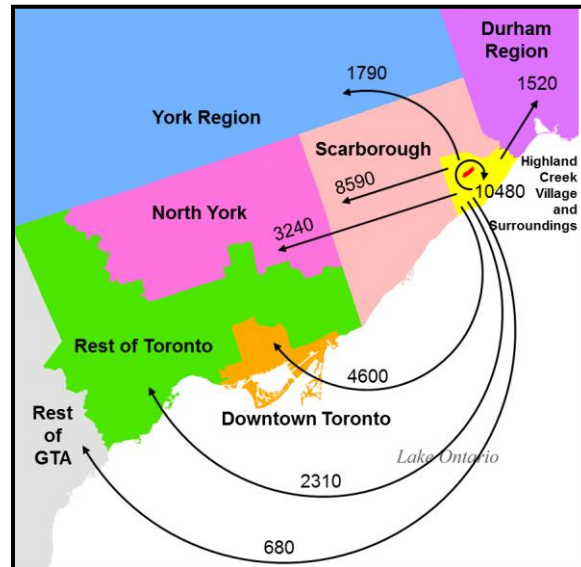 Durham
Region
1790
1520
York Region
Scarborough
Highland
Creek
Village
and
Surroundings
8590
10480
North York
3240
Rest of Toronto
4600
Rest
of
GTA
Downtown Toronto
Lake Ontario
2310
680